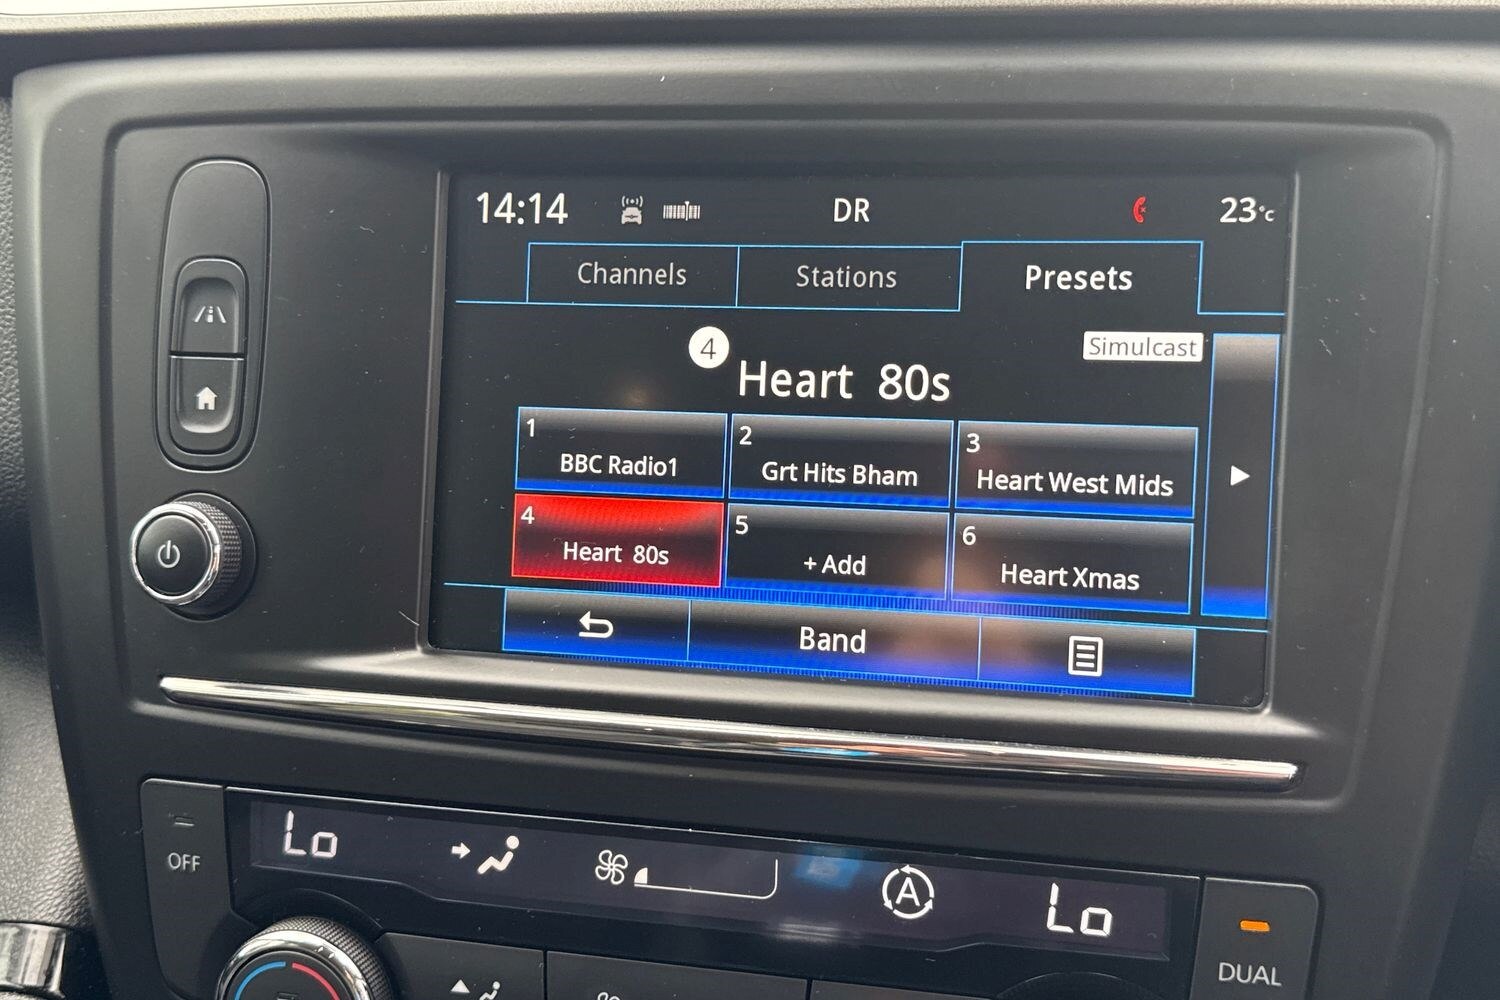 14:14 DR 23°c
Channels Stations Presets
4 Simulcast
Heart 80s
1 2 3
BBC Radio1 Grt Hits Bham Heart West Mids
4 5 6
Heart 80s + Add Heart Xmas
Band
Lo A Lo
OFF
DUAL